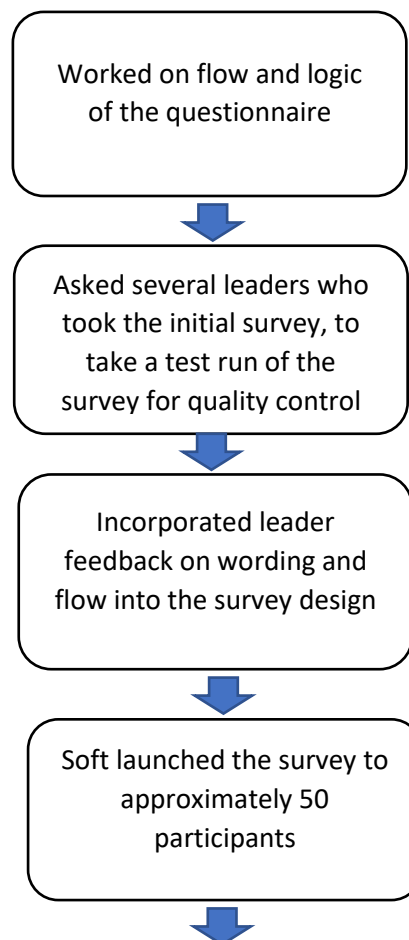 Worked on flow and logic
of the questionnaire
Asked several leaders who
took the initial survey, to
take a test run of the
survey for quality control
Incorporated leader
feedback on wording and
flow into the survey design
Soft launched the survey to
approximately 50
participants